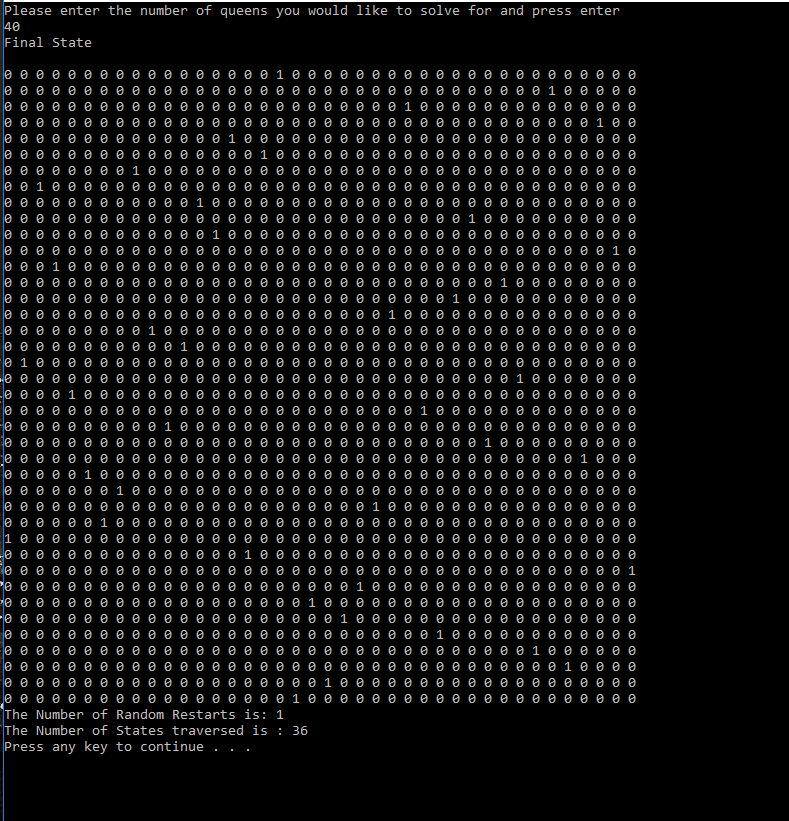 Please enter the number of queens you would like to solve for and press enter
40
Final State
0 0 0 0 0 0 0 0 0 0 0 0 0 0 0 0 0 1 0 0 0 0 0 0 0 0 0 0 0 0 0 0 0 0 0 0 0 0 0 0
0 0 0 0 0 0 0 0 0 0 0 0 0 0 0 0 0 0 0 0 0 0 0 0 0 0 0 0 0 0 0 0 0 0 1 0 0 0 0 0
0 0 0 0 0 0 0 0 0 0 0 0 0 0 0 0 0 0 0 0 0 0 0 0 0 1 0 0 0 0 0 0 0 0 0 0 0 0 0 0
0 0 0 0 0 0 0 0 0 0 0 0 0 0 0 0 0 0 0 0 0 0 0 0 0 0 0 0 0 0 0 0 0 0 0 0 0 1 0 0
0 0 0 0 0 0 0 0 0 0 0 0 0 0 1 0 0 0 0 0 0 0 0 0 0 0 0 0 0 0 0 0 0 0 0 0 0 0 0 0
0 0 0 0 0 0 0 0 0 0 0 0 0 0 0 0 1 0 0 0 0 0 0 0 0 0 0 0 0 0 0 0 0 0 0 0 0 0 0 0
0 0 0 0 0 0 0 0 1 0 0 0 0 0 0 0 0 0 0 0 0 0 0 0 0 0 0 0 0 0 0 0 0 0 0 0 0 0 0 0
0 0 1 0 0 0 0 0 0 0 0 0 0 0 0 0 0 0 0 0 0 0 0 0 0 0 0 0 0 0 0 0 0 0 0 0 0 0 0 0
0 0 0 0 0 0 0 0 0 0 0 0 1 0 0 0 0 0 0 0 0 0 0 0 0 0 0 0 0 0 0 0 0 0 0 0 0 0 0 0
0 0 0 0 0 0 0 0 0 0 0 0 0 0 0 0 0 0 0 0 0 0 0 0 0 0 0 0 0 1 0 0 0 0 0 0 0 0 0 0
0 0 0 0 0 0 0 0 0 0 0 0 0 1 0 0 0 0 0 0 0 0 0 0 0 0 0 0 0 0 0 0 0 0 0 0 0 0 0 0
0 0 0 0 0 0 0 0 0 0 0 0 0 0 0 0 0 0 0 0 0 0 0 0 0 0 0 0 0 0 0 0 0 0 0 0 0 0 1 0
0 0 0 1 0 0 0 0 0 0 0 0 0 0 0 0 0 0 0 0 0 0 0 0 0 0 0 0 0 0 0 0 0 0 0 0 0 0 0 0
0 0 0 0 0 0 0 0 0 0 0 0 0 0 0 0 0 0 0 0 0 0 0 0 0 0 0 0 0 0 0 1 0 0 0 0 0 0 0 0
0 0 0 0 0 0 0 0 0 0 0 0 0 0 0 0 0 0 0 0 0 0 0 0 0 0 0 0 1 0 0 0 0 0 0 0 0 0 0 0
0 0 0 0 0 0 0 0 0 0 0 0 0 0 0 0 0 0 0 0 0 0 0 0 1 0 0 0 0 0 0 0 0 0 0 0 0 0 0 0
0 0 0 0 0 0 0 0 0 1 0 0 0 0 0 0 0 0 0 0 0 0 0 0 0 0 0 0 0 0 0 0 0 0 0 0 0 0 0 0
0 0 0 0 0 0 0 0 0 0 0 1 0 0 0 0 0 0 0 0 0 0 0 0 0 0 0 0 0 0 0 0 0 0 0 0 0 0 0 0
0 1 0 0 0 0 0 0 0 0 0 0 0 0 0 0 0 0 0 0 0 0 0 0 0 0 0 0 0 0 0 0 0 0 0 0 0 0 0 0
0 0 0 0 0 0 0 0 0 0 0 0 0 0 0 0 0 0 0 0 0 0 0 0 0 0 0 0 0 0 0 0 1 0 0 0 0 0 0 0
0 0 0 0 1 0 0 0 0 0 0 0 0 0 0 0 0 0 0 0 0 0 0 0 0 0 0 0 0 0 0 0 0 0 0 0 0 0 0 0
0 0 0 0 0 0 0 0 0 0 0 0 0 0 0 0 0 0 0 0 0 0 0 0 0 0 1 0 0 0 0 0 0 0 0 0 0 0 0 0
0 0 0 0 0 0 0 0 0 0 1 0 0 0 0 0 0 0 0 0 0 0 0 0 0 0 0 0 0 0 0 0 0 0 0 0 0 0 0 0
0 0 0 0 0 0 0 0 0 0 0 0 0 0 0 0 0 0 0 0 0 0 0 0 0 0 0 0 0 0 1 0 0 0 0 0 0 0 0 0
0 0 0 0 0 0 0 0 0 0 0 0 0 0 0 0 0 0 0 0 0 0 0 0 0 0 0 0 0 0 0 0 0 0 0 0 1 0 0 0
0 0 0 0 0 1 0 0 0 0 0 0 0 0 0 0 0 0 0 0 0 0 0 0 0 0 0 0 0 0 0 0 0 0 0 0 0 0 0 0
0 0 0 0 0 0 0 1 0 0 0 0 0 0 0 0 0 0 0 0 0 0 0 0 0 0 0 0 0 0 0 0 0 0 0 0 0 0 0 0
0 0 0 0 0 0 0 0 0 0 0 0 0 0 0 0 0 0 0 0 0 0 0 1 0 0 0 0 0 0 0 0 0 0 0 0 0 0 0 0
0 0 0 0 0 0 1 0 0 0 0 0 0 0 0 0 0 0 0 0 0 0 0 0 0 0 0 0 0 0 0 0 0 0 0 0 0 0 0 0
1 0 0 0 0 0 0 0 0 0 0 0 0 0 0 0 0 0 0 0 0 0 0 0 0 0 0 0 0 0 0 0 0 0 0 0 0 0 0 0
0 0 0 0 0 0 0 0 0 0 0 0 0 0 0 1 0 0 0 0 0 0 0 0 0 0 0 0 0 0 0 0 0 0 0 0 0 0 0 0
0 0 0 0 0 0 0 0 0 0 0 0 0 0 0 0 0 0 0 0 0 0 0 0 0 0 0 0 0 0 0 0 0 0 0 0 0 0 0 1
0 0 0 0 0 0 0 0 0 0 0 0 0 0 0 0 0 0 0 0 0 0 1 0 0 0 0 0 0 0 0 0 0 0 0 0 0 0 0 0
0 0 0 0 0 0 0 0 0 0 0 0 0 0 0 0 0 0 0 1 0 0 0 0 0 0 0 0 0 0 0 0 0 0 0 0 0 0 0 0
0 0 0 0 0 0 0 0 0 0 0 0 0 0 0 0 0 0 0 0 0 1 0 0 0 0 0 0 0 0 0 0 0 0 0 0 0 0 0 0
0 0 0 0 0 0 0 0 0 0 0 0 0 0 0 0 0 0 0 0 0 0 0 0 0 0 0 1 0 0 0 0 0 0 0 0 0 0 0 0
0 0 0 0 0 0 0 0 0 0 0 0 0 0 0 0 0 0 0 0 0 0 0 0 0 0 0 0 0 0 0 0 0 1 0 0 0 0 0 0
0 0 0 0 0 0 0 0 0 0 0 0 0 0 0 0 0 0 0 0 0 0 0 0 0 0 0 0 0 0 0 0 0 0 0 1 0 0 0 0
0 0 0 0 0 0 0 0 0 0 0 0 0 0 0 0 0 0 0 0 1 0 0 0 0 0 0 0 0 0 0 0 0 0 0 0 0 0 0 0
0 0 0 0 0 0 0 0 0 0 0 0 0 0 0 0 0 0 1 0 0 0 0 0 0 0 0 0 0 0 0 0 0 0 0 0 0 0 0 0
The Number of Random Restarts is: 1
The Number of States traversed is : 36
Press any key to continue . . .